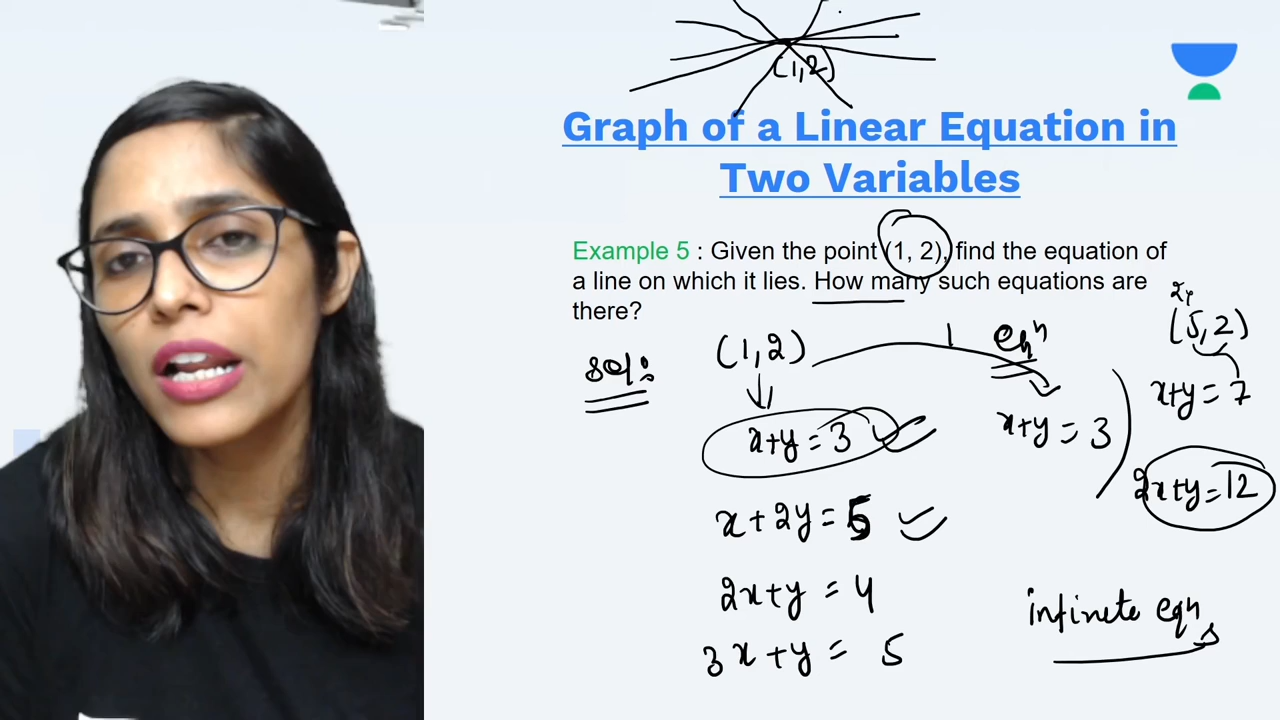 (1,2)
Graph of a Linear Equation in
Two Variables
Example 5 : Given the point (1, 2), find the equation of
a line on which it lies. How many such equations are
there?
Sol:
(1,2)
x+y = 3
x + 2y = 5
2x+y = 4
3x+y = 5
1 eqn
x+y = 3
(5,2)
x+y = 7
2x+y = 12
infinite eqns